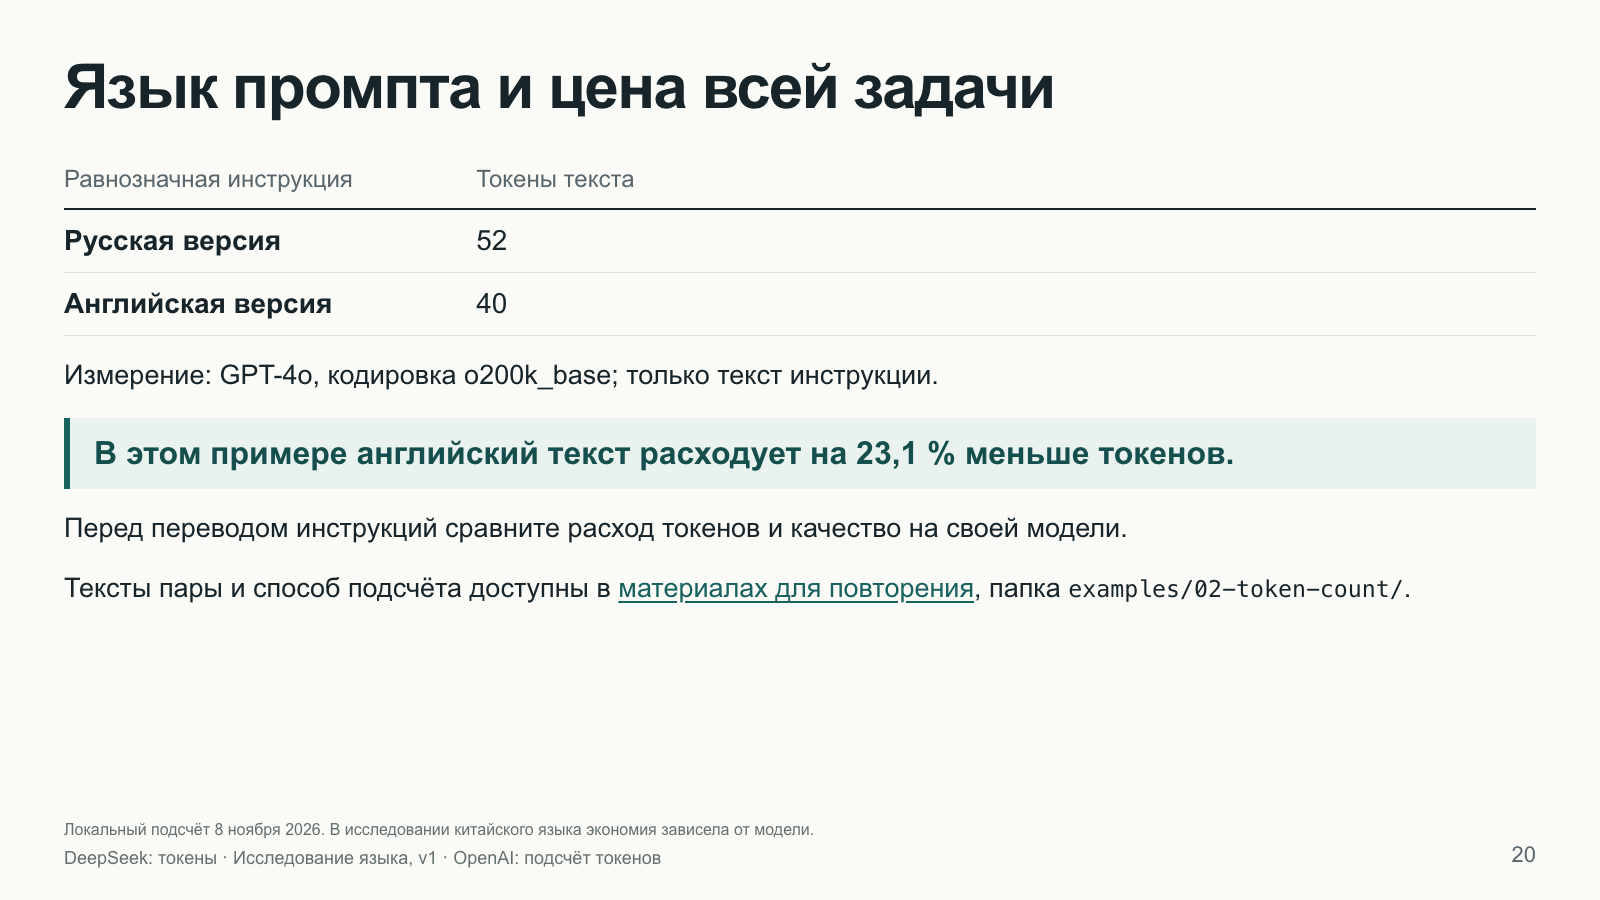 Язык промпта и цена всей задачи
Равнозначная инструкция Токены текста
Русская версия 52
Английская версия 40
Измерение: GPT-4o, кодировка o200k_base; только текст инструкции.
В этом примере английский текст расходует на 23,1 % меньше токенов.
Перед переводом инструкций сравните расход токенов и качество на своей модели.
Тексты пары и способ подсчёта доступны в материалах для повторения, папка examples/02-token-count/.
Локальный подсчёт 8 ноября 2026. В исследовании китайского языка экономия зависела от модели.
DeepSeek: токены · Исследование языка, v1 · OpenAI: подсчёт токенов
20